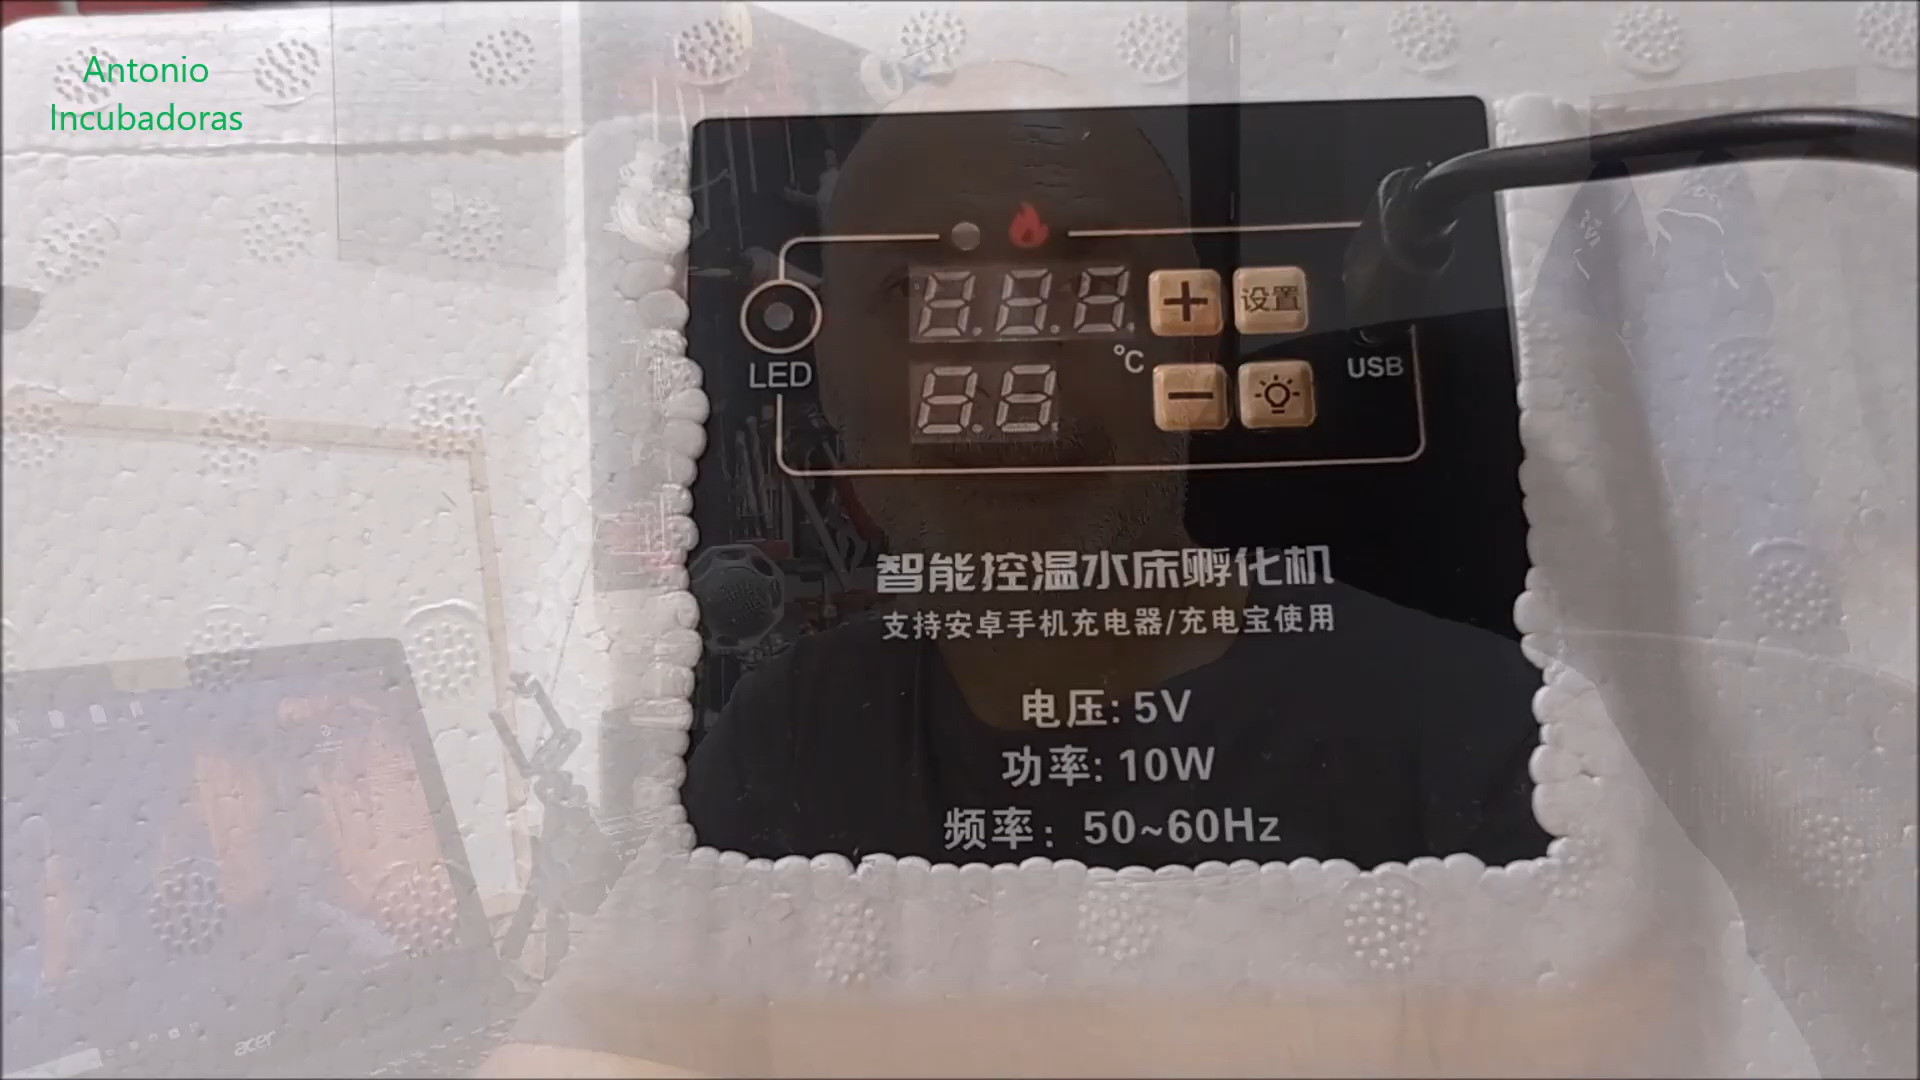 Antonio
Incubadoras
设置
°C
LED
USB
智能控温水床孵化机
支持安卓手机充电器/充电宝使用
电压: 5V
功率: 10W
频率: 50~60Hz
acer